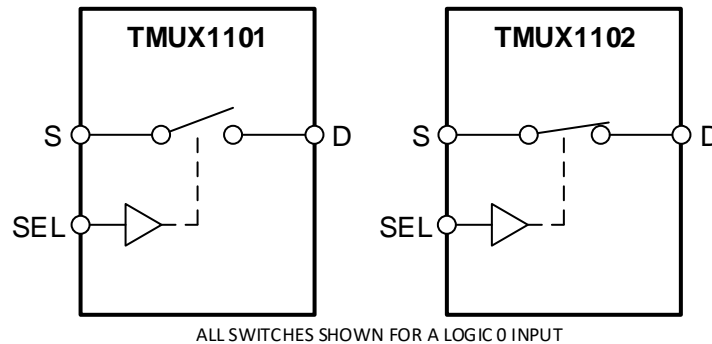 TMUX1101
TMUX1102
S
D
S
D
SEL
SEL
ALL SWITCHES SHOWN FOR A LOGIC 0 INPUT